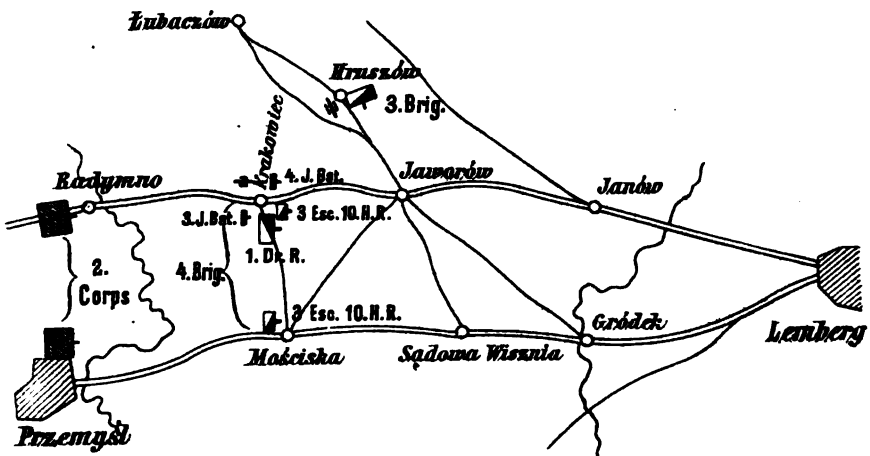 Łubaczów
Hruszów
3. Brig.
Krakowiec
4. J. Bat.
Radymno
Jaworów
Janów
3. J. Bat.
3 Esc. 10. H. R.
1. Dr. R.
4. Brig.
2.
Corps
3 Esc. 10. H. R.
Lemberg
Gródek
Mościska
Sądowa Wisznia
Przemyśl